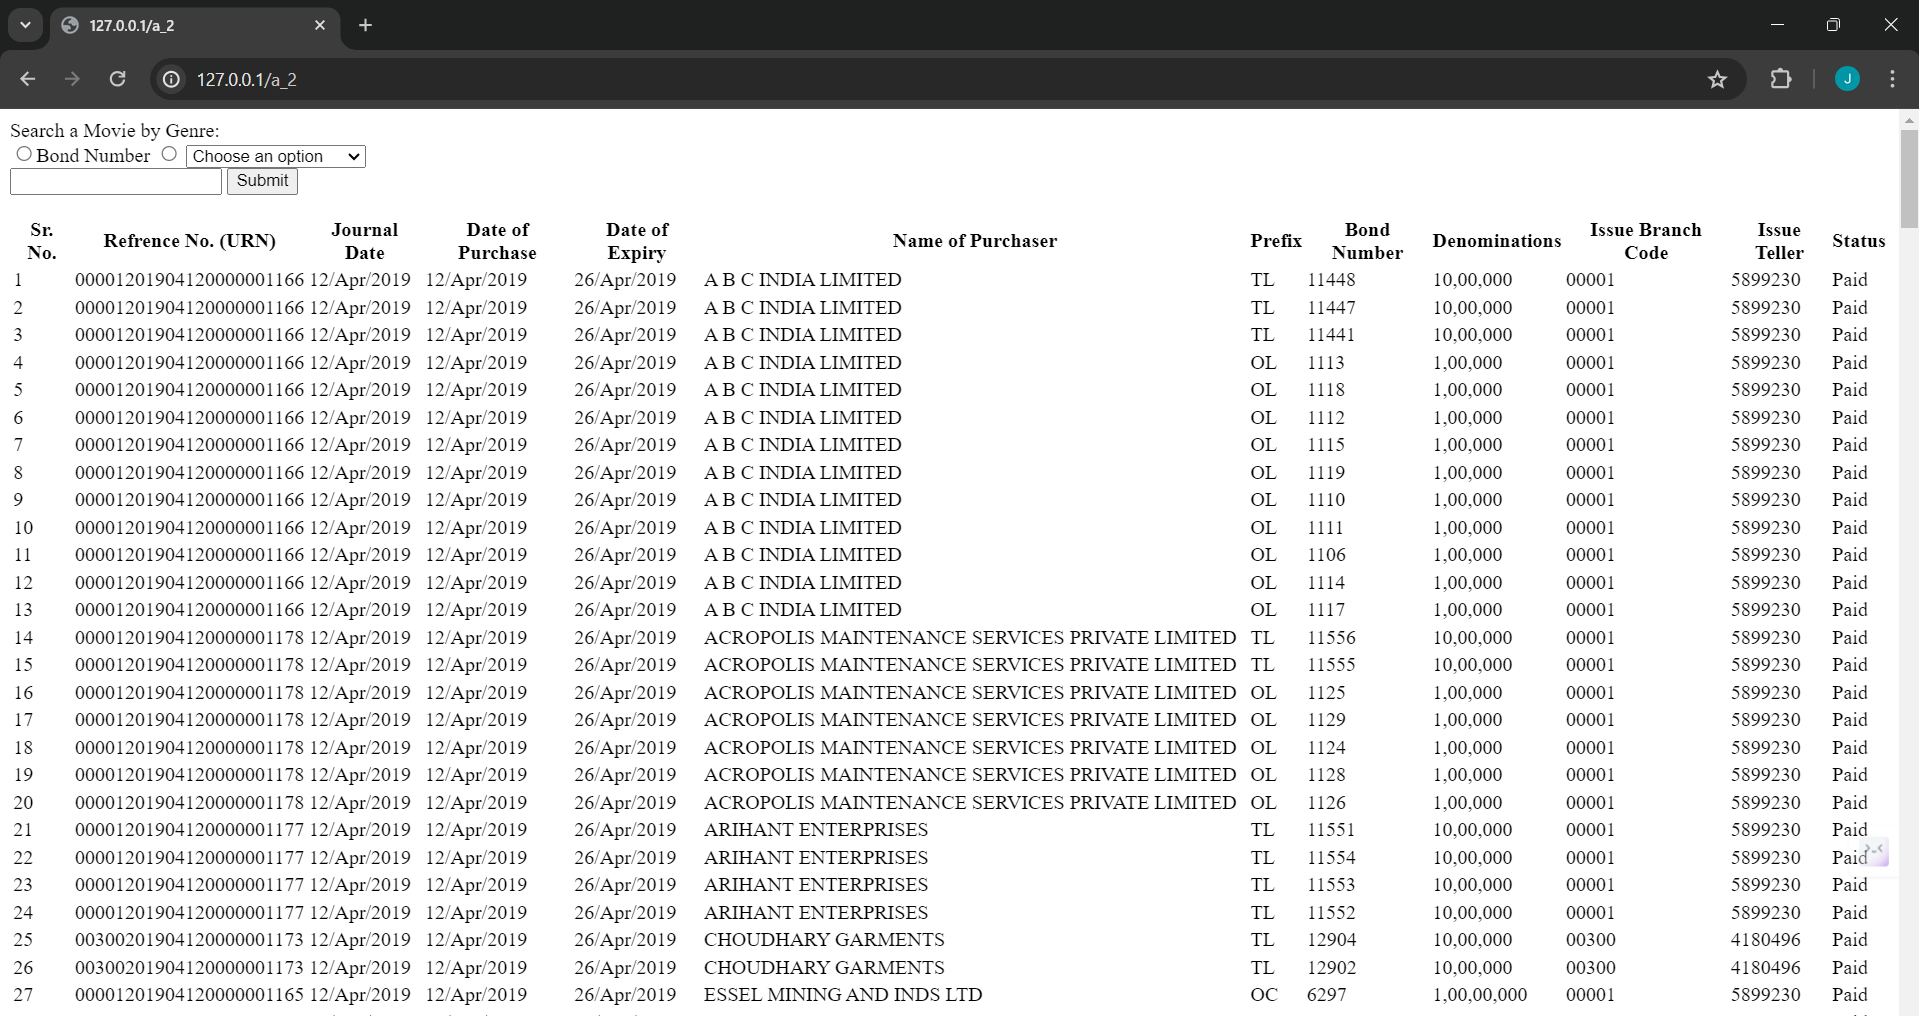 127.0.0.1/a_2
127.0.0.1/a_2
J
Search a Movie by Genre:
Bond Number Choose an option
Submit
Sr. No. Refrence No. (URN) Journal Date Date of Purchase Date of Expiry Name of Purchaser Prefix Bond Number Denominations Issue Branch Code Issue Teller Status
1 00001201904120000001166 12/Apr/2019 12/Apr/2019 26/Apr/2019 A B C INDIA LIMITED TL 11448 10,00,000 00001 5899230 Paid
2 00001201904120000001166 12/Apr/2019 12/Apr/2019 26/Apr/2019 A B C INDIA LIMITED TL 11447 10,00,000 00001 5899230 Paid
3 00001201904120000001166 12/Apr/2019 12/Apr/2019 26/Apr/2019 A B C INDIA LIMITED TL 11441 10,00,000 00001 5899230 Paid
4 00001201904120000001166 12/Apr/2019 12/Apr/2019 26/Apr/2019 A B C INDIA LIMITED OL 1113 1,00,000 00001 5899230 Paid
5 00001201904120000001166 12/Apr/2019 12/Apr/2019 26/Apr/2019 A B C INDIA LIMITED OL 1118 1,00,000 00001 5899230 Paid
6 00001201904120000001166 12/Apr/2019 12/Apr/2019 26/Apr/2019 A B C INDIA LIMITED OL 1112 1,00,000 00001 5899230 Paid
7 00001201904120000001166 12/Apr/2019 12/Apr/2019 26/Apr/2019 A B C INDIA LIMITED OL 1115 1,00,000 00001 5899230 Paid
8 00001201904120000001166 12/Apr/2019 12/Apr/2019 26/Apr/2019 A B C INDIA LIMITED OL 1119 1,00,000 00001 5899230 Paid
9 00001201904120000001166 12/Apr/2019 12/Apr/2019 26/Apr/2019 A B C INDIA LIMITED OL 1110 1,00,000 00001 5899230 Paid
10 00001201904120000001166 12/Apr/2019 12/Apr/2019 26/Apr/2019 A B C INDIA LIMITED OL 1111 1,00,000 00001 5899230 Paid
11 00001201904120000001166 12/Apr/2019 12/Apr/2019 26/Apr/2019 A B C INDIA LIMITED OL 1106 1,00,000 00001 5899230 Paid
12 00001201904120000001166 12/Apr/2019 12/Apr/2019 26/Apr/2019 A B C INDIA LIMITED OL 1114 1,00,000 00001 5899230 Paid
13 00001201904120000001166 12/Apr/2019 12/Apr/2019 26/Apr/2019 A B C INDIA LIMITED OL 1117 1,00,000 00001 5899230 Paid
14 00001201904120000001178 12/Apr/2019 12/Apr/2019 26/Apr/2019 ACROPOLIS MAINTENANCE SERVICES PRIVATE LIMITED TL 11556 10,00,000 00001 5899230 Paid
15 00001201904120000001178 12/Apr/2019 12/Apr/2019 26/Apr/2019 ACROPOLIS MAINTENANCE SERVICES PRIVATE LIMITED TL 11555 10,00,000 00001 5899230 Paid
16 00001201904120000001178 12/Apr/2019 12/Apr/2019 26/Apr/2019 ACROPOLIS MAINTENANCE SERVICES PRIVATE LIMITED OL 1125 1,00,000 00001 5899230 Paid
17 00001201904120000001178 12/Apr/2019 12/Apr/2019 26/Apr/2019 ACROPOLIS MAINTENANCE SERVICES PRIVATE LIMITED OL 1129 1,00,000 00001 5899230 Paid
18 00001201904120000001178 12/Apr/2019 12/Apr/2019 26/Apr/2019 ACROPOLIS MAINTENANCE SERVICES PRIVATE LIMITED OL 1124 1,00,000 00001 5899230 Paid
19 00001201904120000001178 12/Apr/2019 12/Apr/2019 26/Apr/2019 ACROPOLIS MAINTENANCE SERVICES PRIVATE LIMITED OL 1128 1,00,000 00001 5899230 Paid
20 00001201904120000001178 12/Apr/2019 12/Apr/2019 26/Apr/2019 ACROPOLIS MAINTENANCE SERVICES PRIVATE LIMITED OL 1126 1,00,000 00001 5899230 Paid
21 00001201904120000001177 12/Apr/2019 12/Apr/2019 26/Apr/2019 ARIHANT ENTERPRISES TL 11551 10,00,000 00001 5899230 Paid
22 00001201904120000001177 12/Apr/2019 12/Apr/2019 26/Apr/2019 ARIHANT ENTERPRISES TL 11554 10,00,000 00001 5899230 Paid
23 00001201904120000001177 12/Apr/2019 12/Apr/2019 26/Apr/2019 ARIHANT ENTERPRISES TL 11553 10,00,000 00001 5899230 Paid
24 00001201904120000001177 12/Apr/2019 12/Apr/2019 26/Apr/2019 ARIHANT ENTERPRISES TL 11552 10,00,000 00001 5899230 Paid
25 00300201904120000001173 12/Apr/2019 12/Apr/2019 26/Apr/2019 CHOUDHARY GARMENTS TL 12904 10,00,000 00300 4180496 Paid
26 00300201904120000001173 12/Apr/2019 12/Apr/2019 26/Apr/2019 CHOUDHARY GARMENTS TL 12902 10,00,000 00300 4180496 Paid
27 00001201904120000001165 12/Apr/2019 12/Apr/2019 26/Apr/2019 ESSEL MINING AND INDS LTD OC 6297 1,00,00,000 00001 5899230 Paid